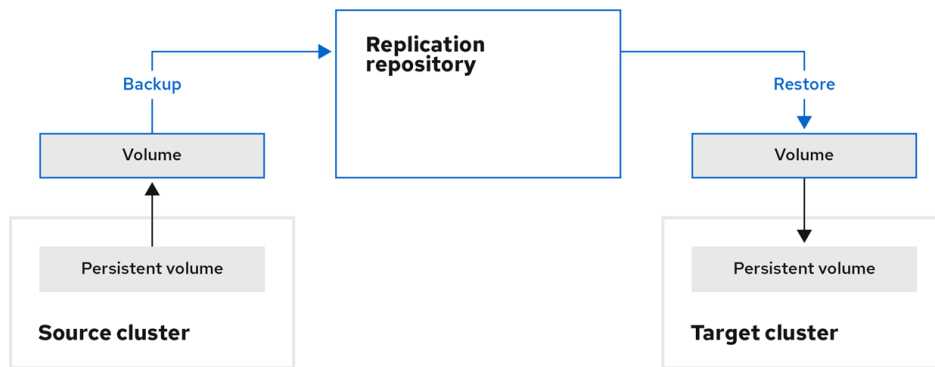 Replication
repository
Backup
Restore
Volume
Volume
Persistent volume
Persistent volume
Source cluster
Target cluster